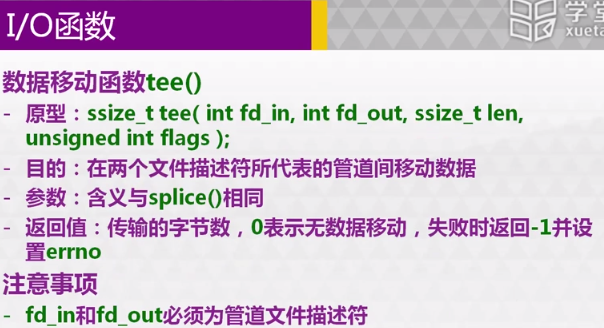 I/O函数
学堂
xueta
数据移动函数tee()
- 原型：ssize_t tee( int fd_in, int fd_out, ssize_t len,
unsigned int flags );
- 目的：在两个文件描述符所代表的管道间移动数据
- 参数：含义与splice()相同
- 返回值：传输的字节数，0表示无数据移动，失败时返回-1并设
置errno
注意事项
- fd_in和fd_out必须为管道文件描述符